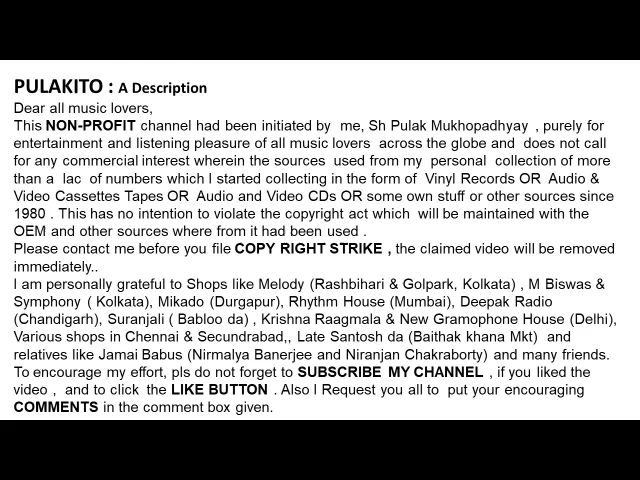 PULAKITO : A Description
Dear all music lovers,
This NON-PROFIT channel had been initiated by me, Sh Pulak Mukhopadhyay , purely for
entertainment and listening pleasure of all music lovers across the globe and does not call
for any commercial interest wherein the sources used from my personal collection of more
than a lac of numbers which I started collecting in the form of Vinyl Records OR Audio &
Video Cassettes Tapes OR Audio and Video CDs OR some own stuff or other sources since
1980 . This has no intention to violate the copyright act which will be maintained with the
OEM and other sources where from it had been used .
Please contact me before you file COPY RIGHT STRIKE , the claimed video will be removed
immediately..
I am personally grateful to Shops like Melody (Rashbihari & Golpark, Kolkata) , M Biswas &
Symphony ( Kolkata), Mikado (Durgapur), Rhythm House (Mumbai), Deepak Radio
(Chandigarh), Suranjali ( Babloo da) , Krishna Raagmala & New Gramophone House (Delhi),
Various shops in Chennai & Secundrabad,, Late Santosh da (Baithak khana Mkt) and
relatives like Jamai Babus (Nirmalya Banerjee and Niranjan Chakraborty) and many friends.
To encourage my effort, pls do not forget to SUBSCRIBE MY CHANNEL , if you liked the
video , and to click the LIKE BUTTON . Also I Request you all to put your encouraging
COMMENTS in the comment box given.